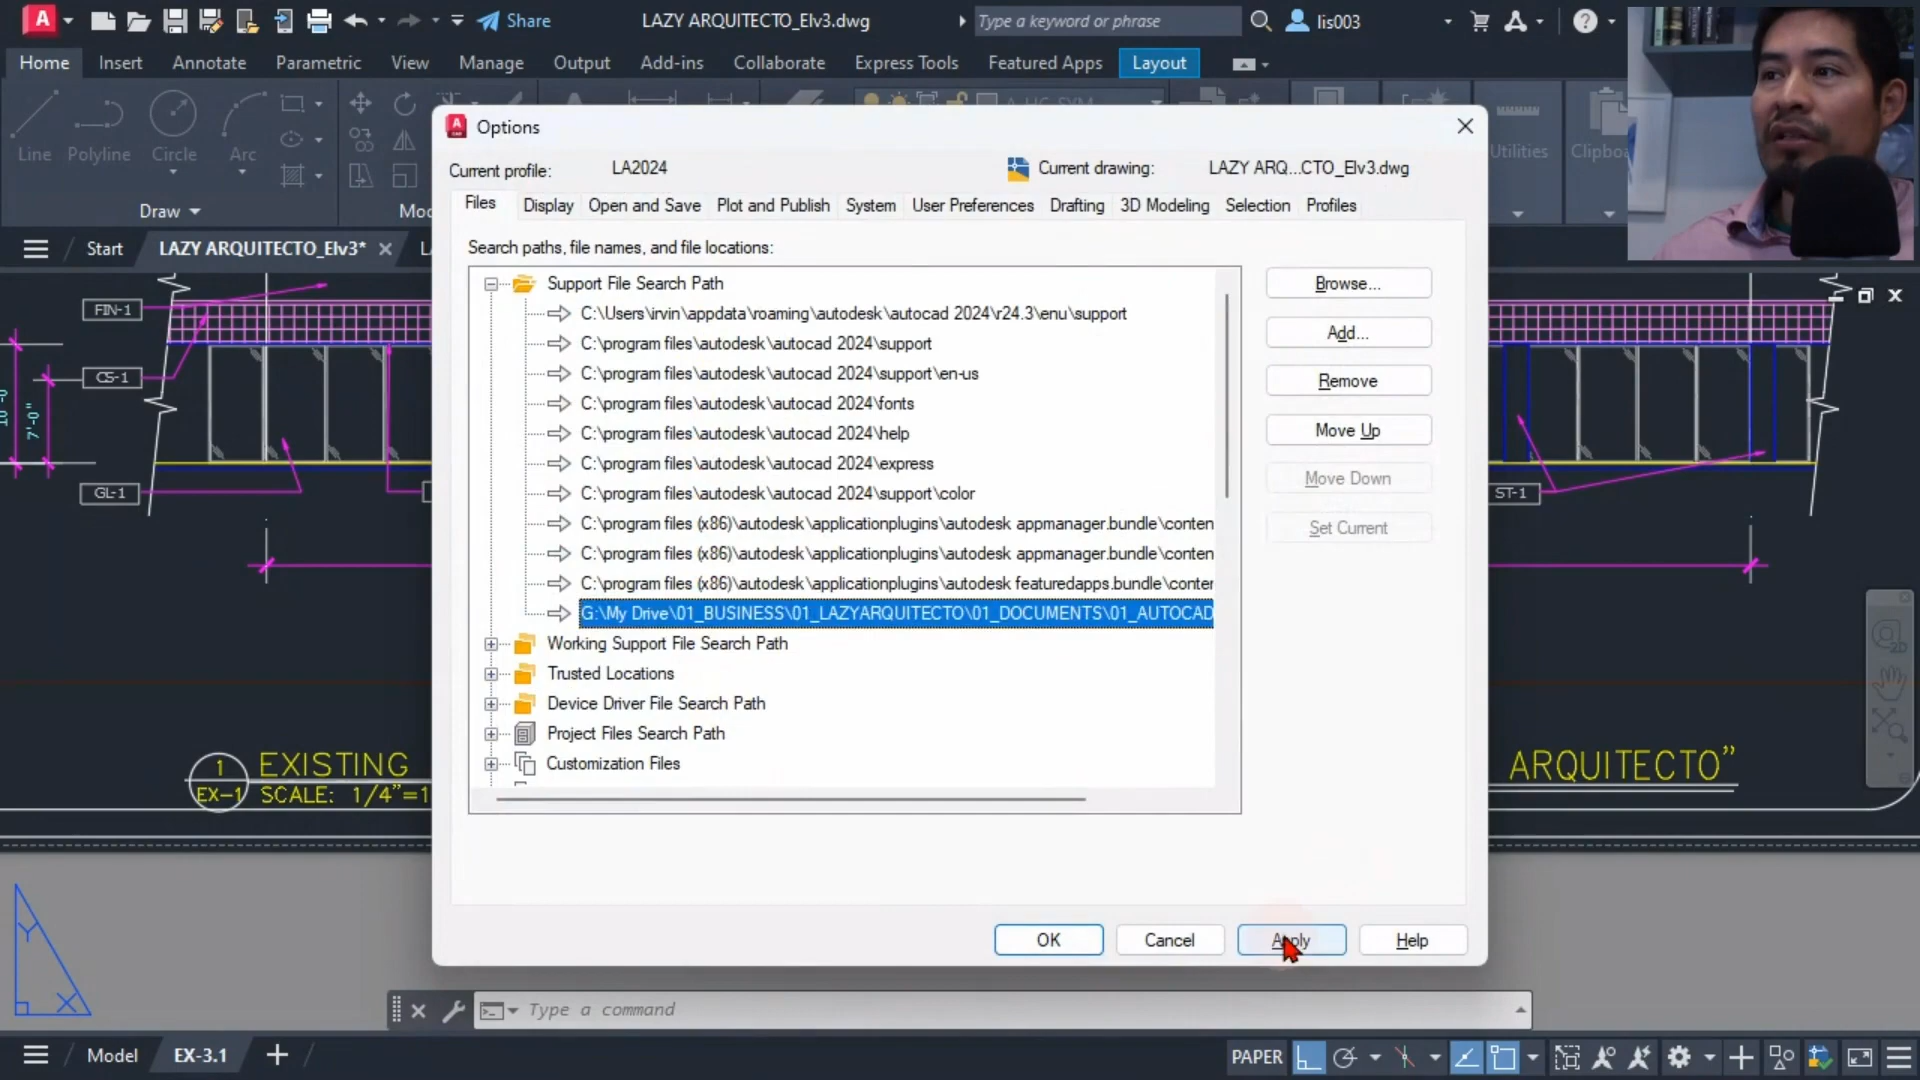 Share
LAZY ARQUITECTO_Elv3.dwg
Type a keyword or phrase
lis003
Home
Insert
Annotate
Parametric
View
Manage
Output
Add-ins
Collaborate
Express Tools
Featured Apps
Layout
Line
Polyline
Circle
Arc
Draw
Utilities
Start
LAZY ARQUITECTO_Elv3*
Options
Current profile:
LA2024
Current drawing:
LAZY ARQ...CTO_Elv3.dwg
Files
Display
Open and Save
Plot and Publish
System
User Preferences
Drafting
3D Modeling
Selection
Profiles
Search paths, file names, and file locations:
Support File Search Path
C:\Users\irvin\appdata\roaming\autodesk\autocad 2024\r24.3\enu\support
C:\program files\autodesk\autocad 2024\support
C:\program files\autodesk\autocad 2024\support\en-us
C:\program files\autodesk\autocad 2024\fonts
C:\program files\autodesk\autocad 2024\help
C:\program files\autodesk\autocad 2024\express
C:\program files\autodesk\autocad 2024\support\color
C:\program files (x86)\autodesk\applicationplugins\autodesk appmanager.bundle\conten
C:\program files (x86)\autodesk\applicationplugins\autodesk appmanager.bundle\conten
C:\program files (x86)\autodesk\applicationplugins\autodesk featuredapps.bundle\conter
G:\My Drive\01_BUSINESS\01_LAZYARQUITECTO\01_DOCUMENTS\01_AUTOCAD
Working Support File Search Path
Trusted Locations
Device Driver File Search Path
Project Files Search Path
Customization Files
Browse...
Add...
Remove
Move Up
Move Down
Set Current
OK
Cancel
Apply
Help
FIN-1
CS-1
7'-0"
GL-1
ST-1
1
EX-1
EXISTING
SCALE: 1/4"=1
ARQUITECTO"
Y
X
Type a command
Model
EX-3.1
PAPER